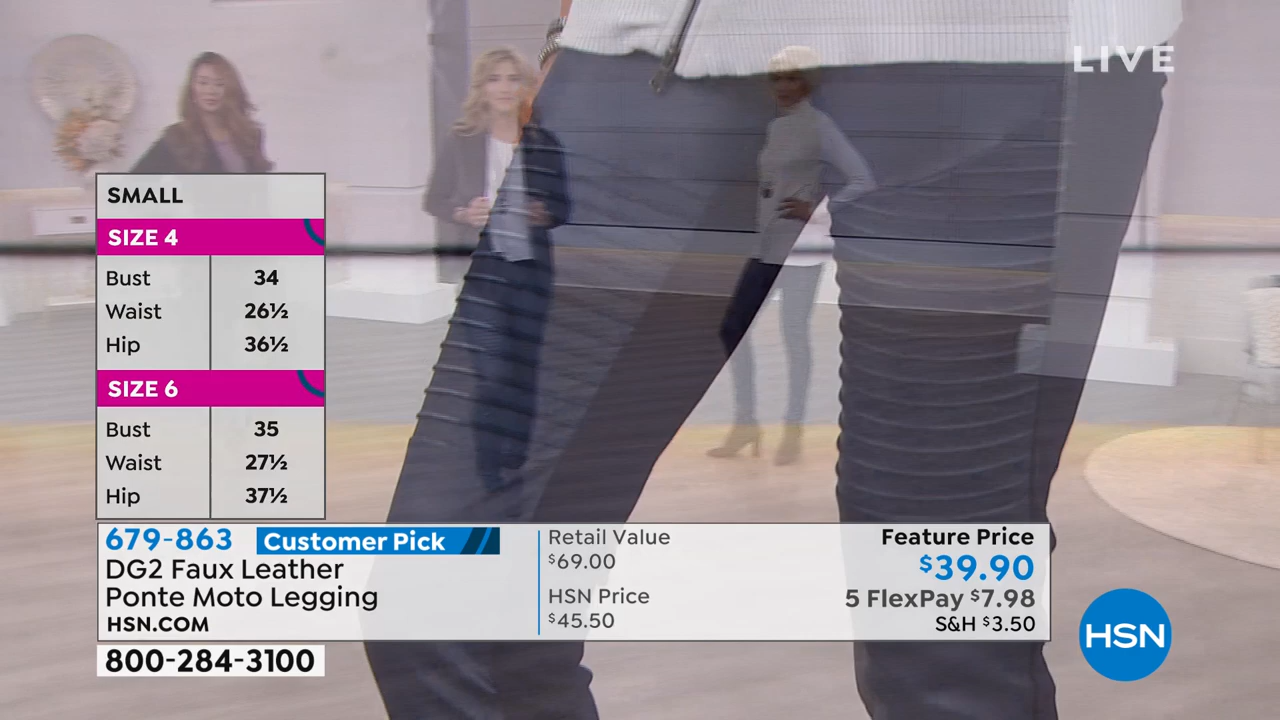 LIVE
SMALL
SIZE 4
Bust 34
Waist 26½
Hip 36½
SIZE 6
Bust 35
Waist 27½
Hip 37½
679-863 Customer Pick
DG2 Faux Leather
Ponte Moto Legging
HSN.COM
Retail Value
$69.00
HSN Price
$45.50
Feature Price
$39.90
5 FlexPay $7.98
S&H $3.50
800-284-3100
HSN